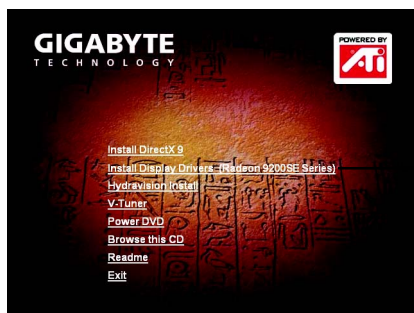 GIGABYTE
TECHNOLOGY
POWERED BY
ATi
Install DirectX 9
Install Display Drivers (Radeon 9200SE Series)
Hydravision Install
V-Tuner
Power DVD
Browse this CD
Readme
Exit